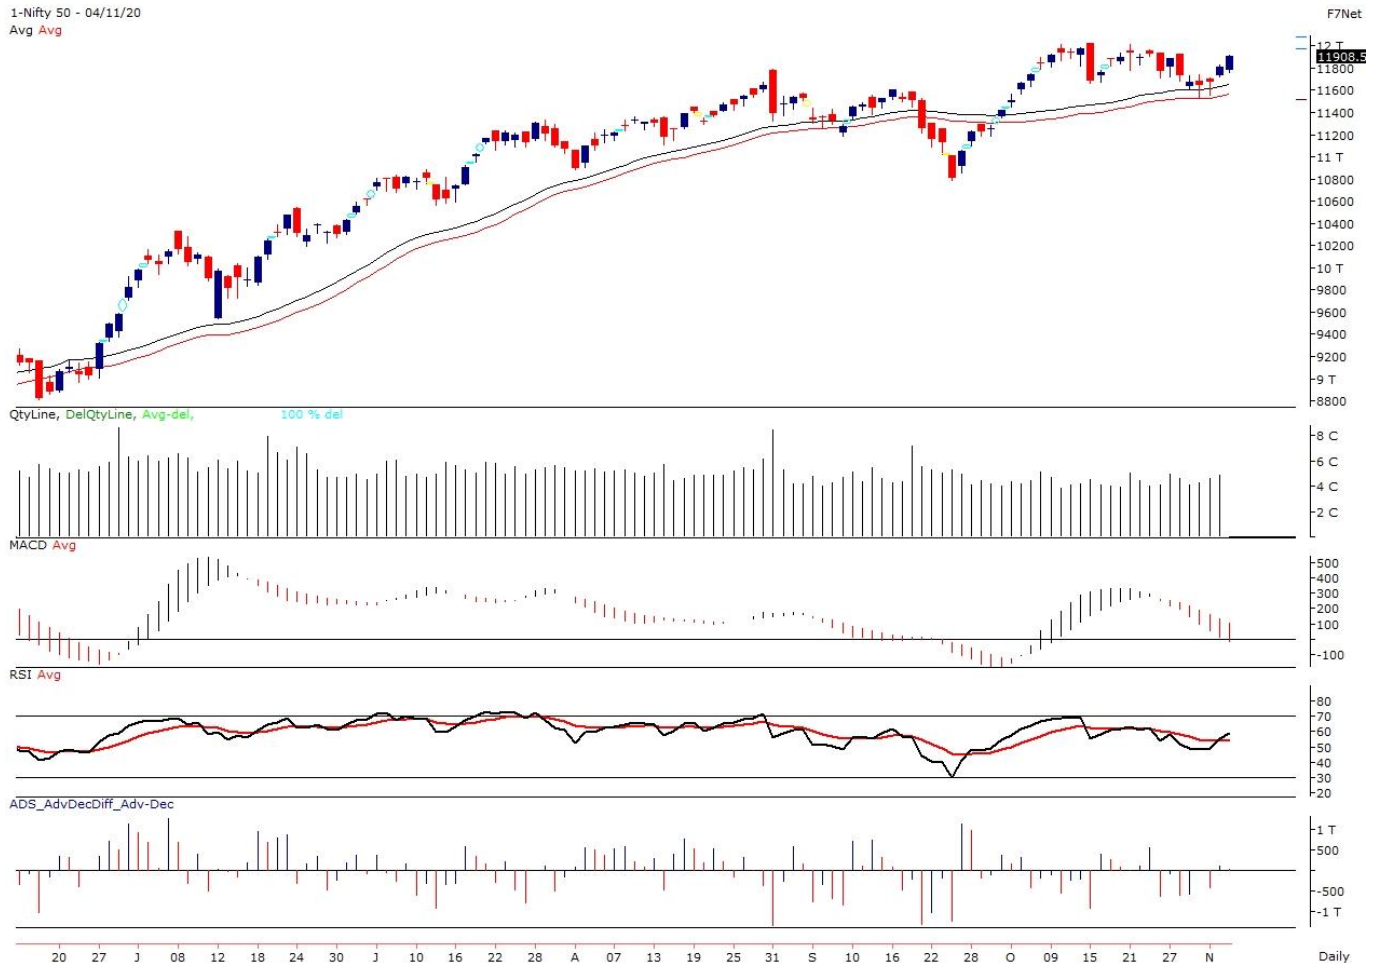 1-Nifty 50 - 04/11/20
F7Net
Avg Avg
12 T
11908.5
11800
11600
11400
11200
11 T
10800
10600
10400
10200
10 T
9800
9600
9400
9200
9 T
8800
QtyLine, DelQtyLine, Avg-del, 100 % del
8 C
6 C
4 C
2 C
MACD Avg
500
400
300
200
100
-100
RSI Avg
80
70
60
50
40
30
20
ADS_AdvDecDiff_Adv-Dec
1 T
500
-500
-1 T
20 27 J 08 12 18 24 30 J 10 16 22 28 A 07 13 19 25 31 S 10 16 22 28 O 09 15 21 27 N Daily